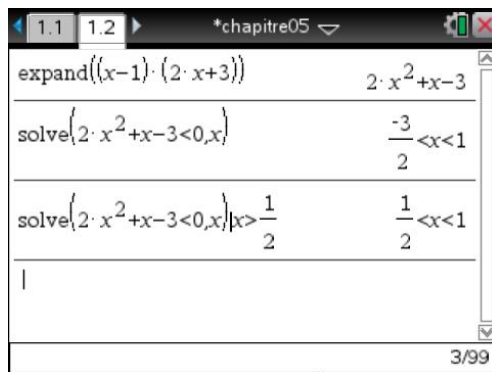 1.1 1.2 *chapitre05
expand((x−1)·(2·x+3)) 2·x²+x−3
solve(2·x²+x−3<0,x) -3/2<x<1
solve(2·x²+x−3<0,x)|x>1/2 1/2<x<1
3/99